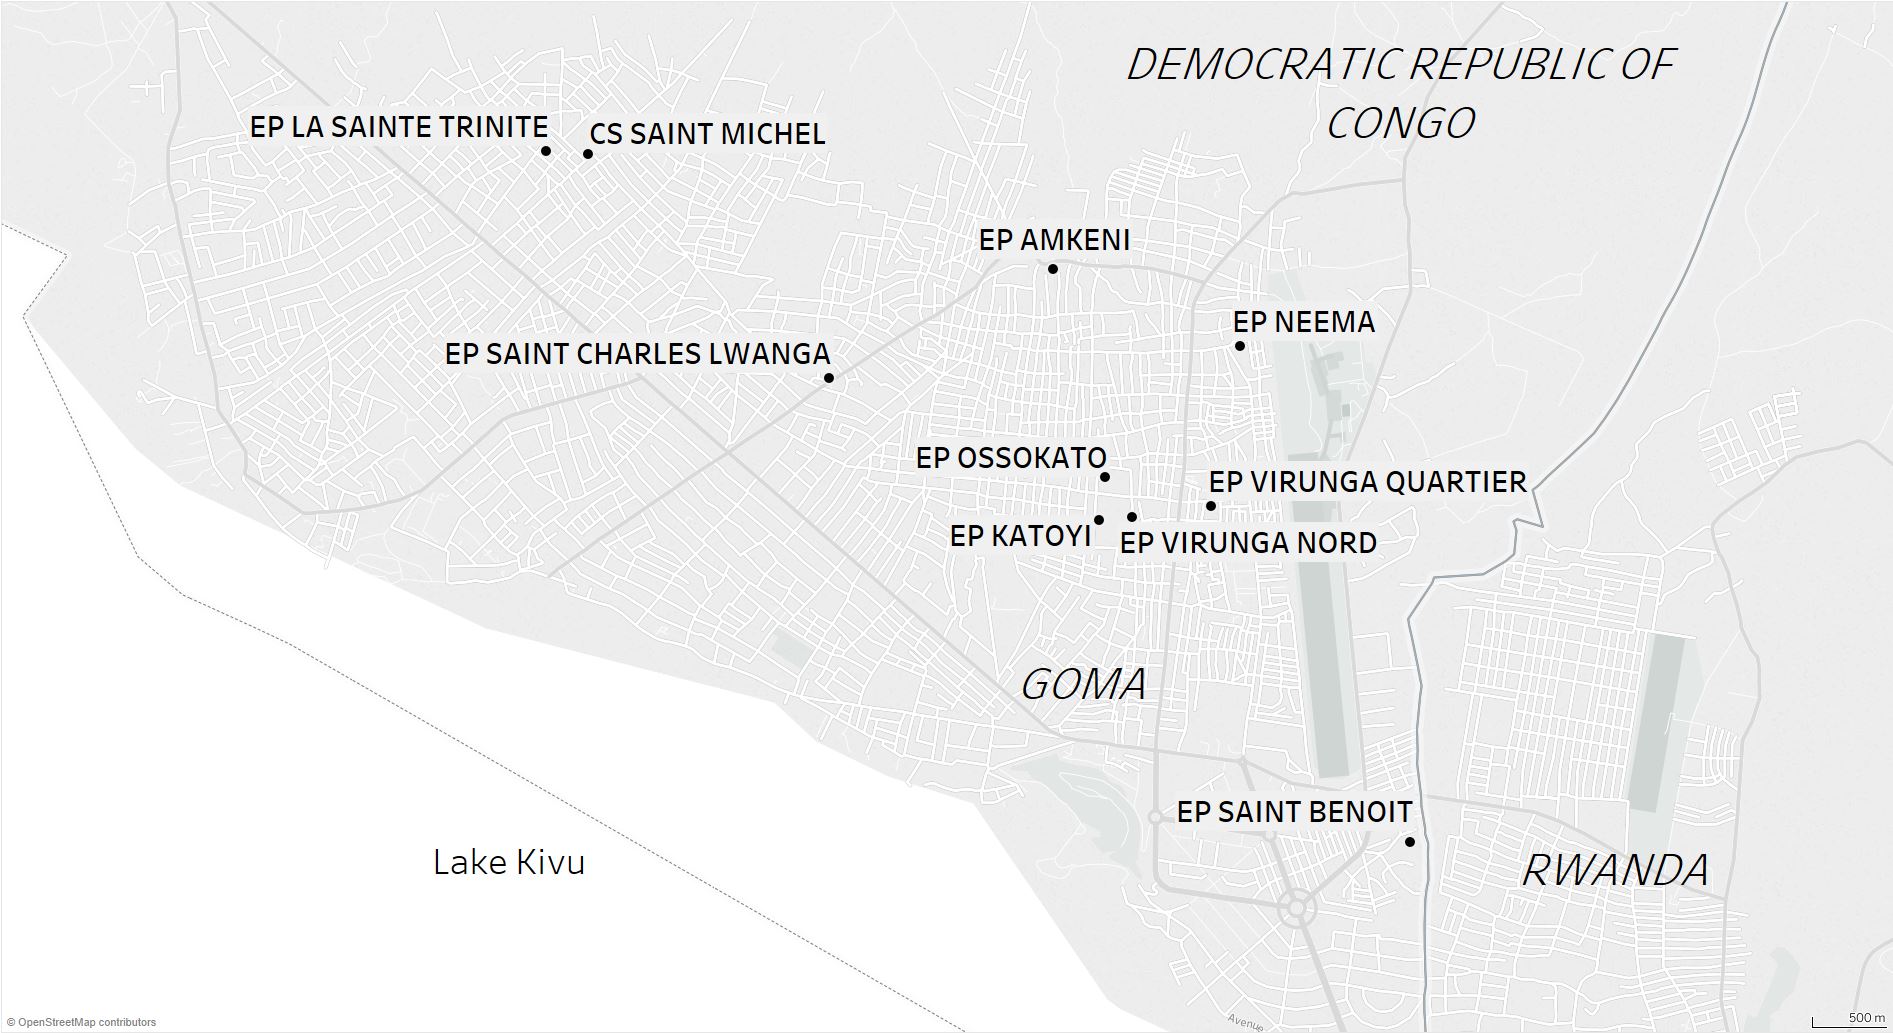 DEMOCRATIC REPUBLIC OF
CONGO
EP LA SAINTE TRINITE
CS SAINT MICHEL
EP AMKENI
EP NEEMA
EP SAINT CHARLES LWANGA
EP OSSOKATO
EP VIRUNGA QUARTIER
EP KATOYI
EP VIRUNGA NORD
GOMA
EP SAINT BENOIT
Lake Kivu
RWANDA
Avenue
500 m
© OpenStreetMap contributors